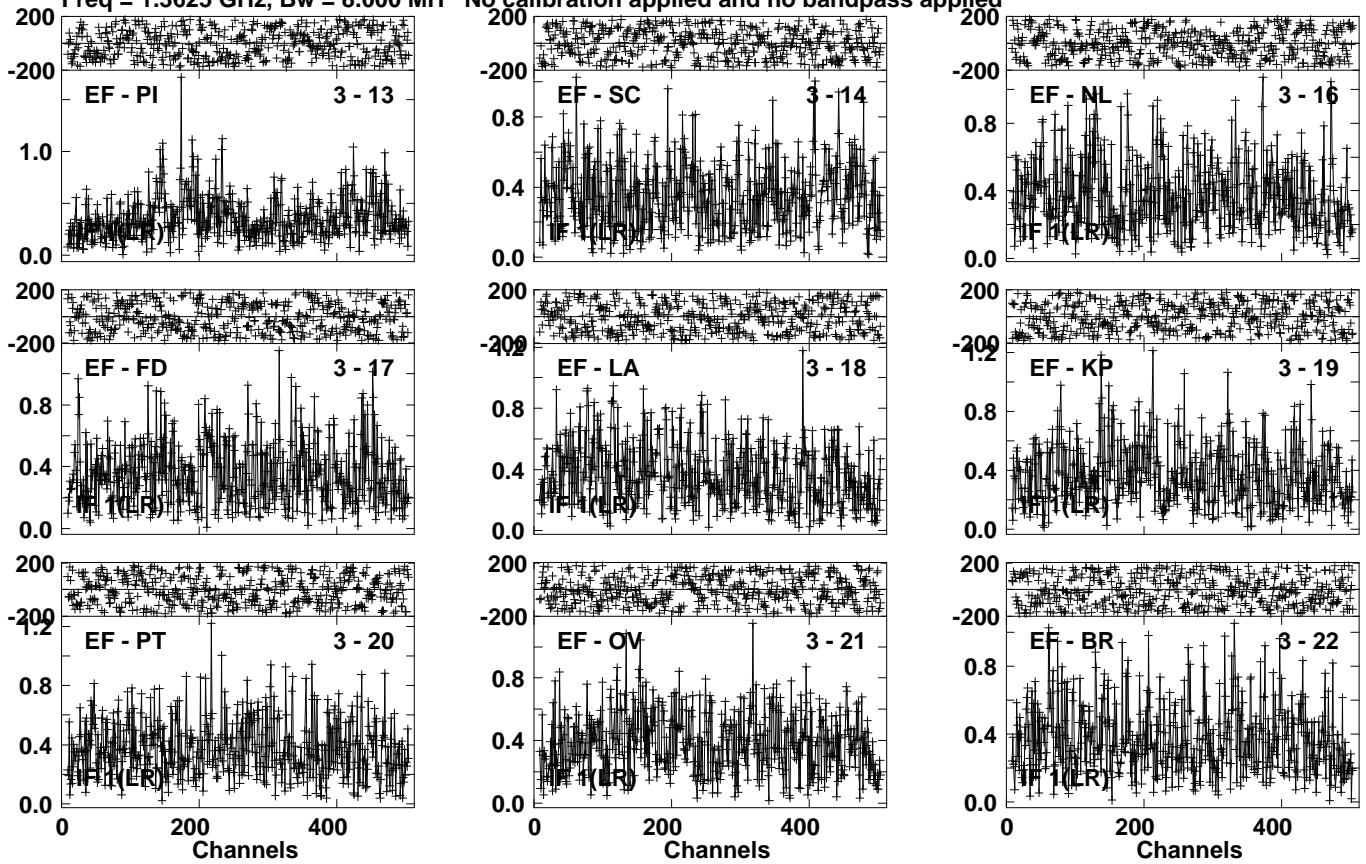 Freq = 1.3625 GHz, Bw = 8.000 MH No calibration applied and no bandpass applied
200
-200
EF - PI 3 - 13
1.0
0.0
IF 1(LR)
200
-200
EF - SC 3 - 14
0.8
0.4
0.0
IF 1(LR)
200
-200
EF - NL 3 - 16
0.8
0.4
0.0
IF 1(LR)
200
-200
EF - FD 3 - 17
0.8
0.4
0.0
IF 1(LR)
200
-200
1.2
EF - LA 3 - 18
0.8
0.4
0.0
IF 1(LR)
200
-200
1.2
EF - KP 3 - 19
0.8
0.4
0.0
IF 1(LR)
200
-200
1.2
EF - PT 3 - 20
0.8
0.4
0.0
IF 1(LR)
200
-200
EF - OV 3 - 21
0.8
0.4
0.0
IF 1(LR)
200
-200
EF - BR 3 - 22
0.8
0.4
0.0
IF 1(LR)
0 200 400
Channels
0 200 400
Channels
0 200 400
Channels